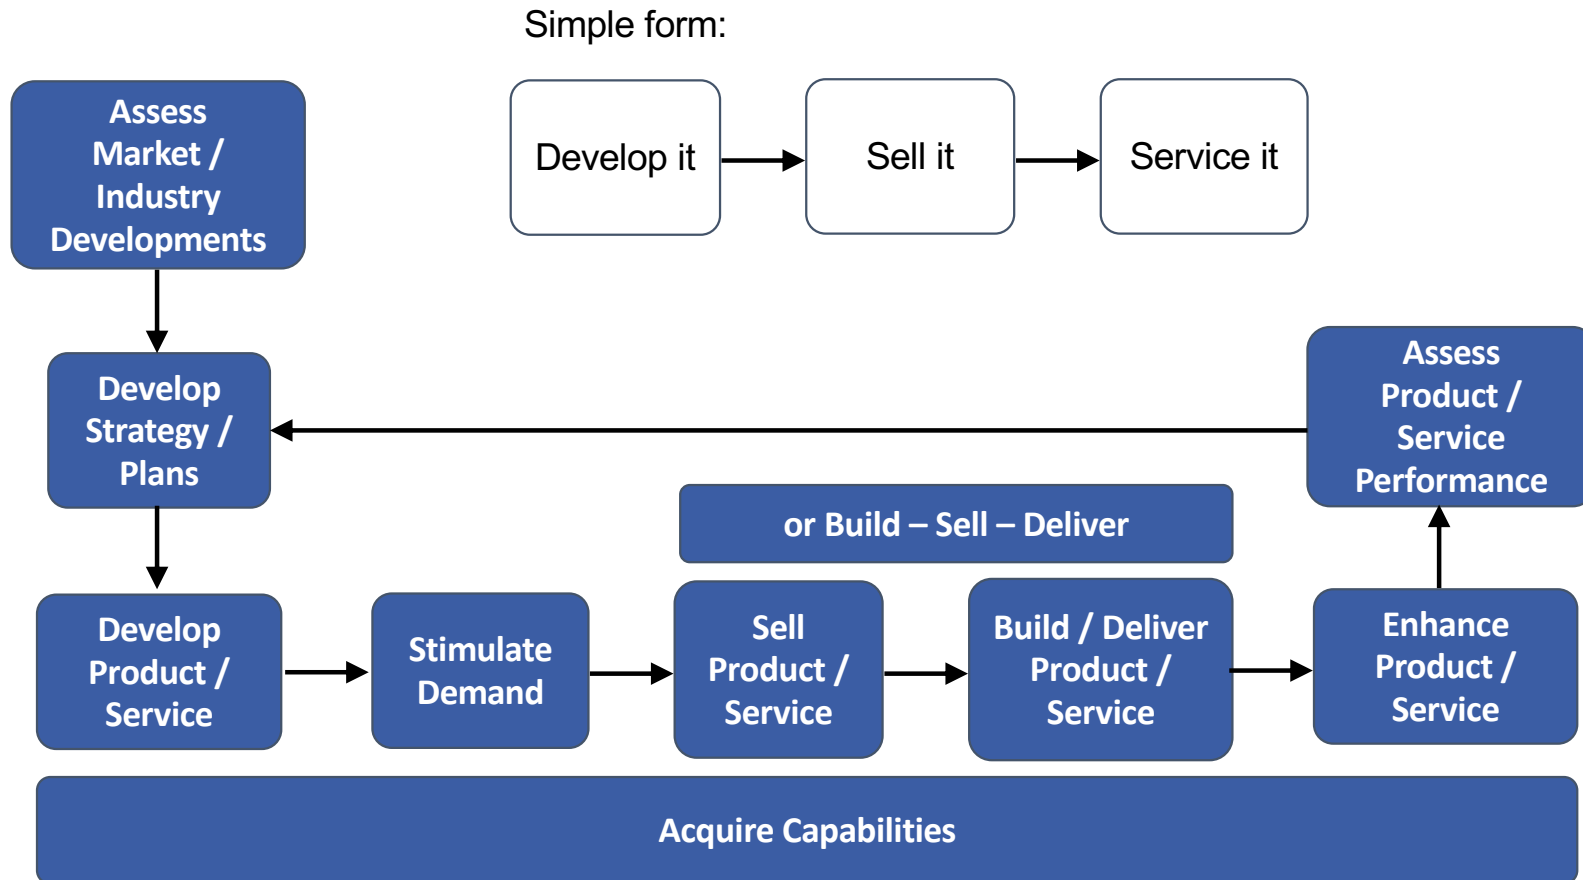 Simple form:
Assess
Market /
Industry
Developments
Develop it
Sell it
Service it
Develop
Strategy /
Plans
Assess
Product /
Service
Performance
or Build – Sell – Deliver
Develop
Product /
Service
Stimulate
Demand
Sell
Product /
Service
Build / Deliver
Product /
Service
Enhance
Product /
Service
Acquire Capabilities